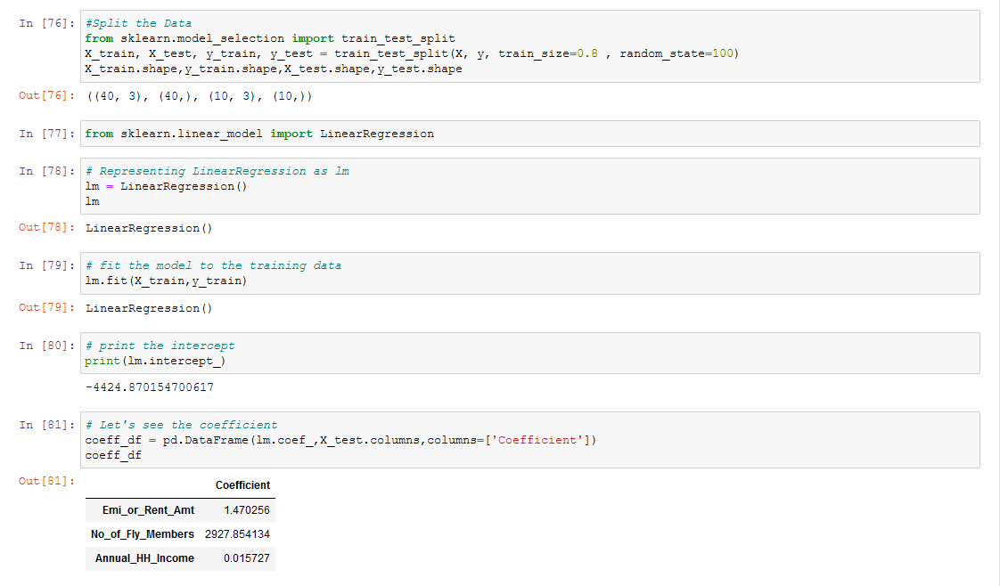 In [76]: #Split the Data
from sklearn.model_selection import train_test_split
X_train, X_test, y_train, y_test = train_test_split(X, y, train_size=0.8 , random_state=100)
X_train.shape,y_train.shape,X_test.shape,y_test.shape
Out[76]: ((40, 3), (40,), (10, 3), (10,))
In [77]: from sklearn.linear_model import LinearRegression
In [78]: # Representing LinearRegression as lm
lm = LinearRegression()
lm
Out[78]: LinearRegression()
In [79]: # fit the model to the training data
lm.fit(X_train,y_train)
Out[79]: LinearRegression()
In [80]: # print the intercept
print(lm.intercept_)
-4424.870154700617
In [81]: # Let's see the coefficient
coeff_df = pd.DataFrame(lm.coef_,X_test.columns,columns=['Coefficient'])
coeff_df
Out[81]:
Coefficient
Emi_or_Rent_Amt 1.470256
No_of_Fly_Members 2927.854134
Annual_HH_Income 0.015727